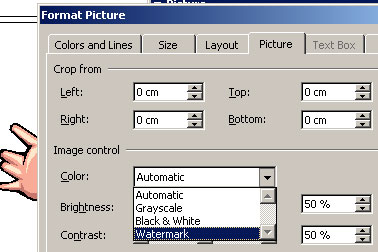 Format Picture
Colors and Lines Size Layout Picture Text Box
Crop from
Left: 0 cm Top: 0 cm
Right: 0 cm Bottom: 0 cm
Image control
Color: Automatic
Automatic
Grayscale
Brightness: 50 %
Black & White
Watermark
Contrast: 50 %